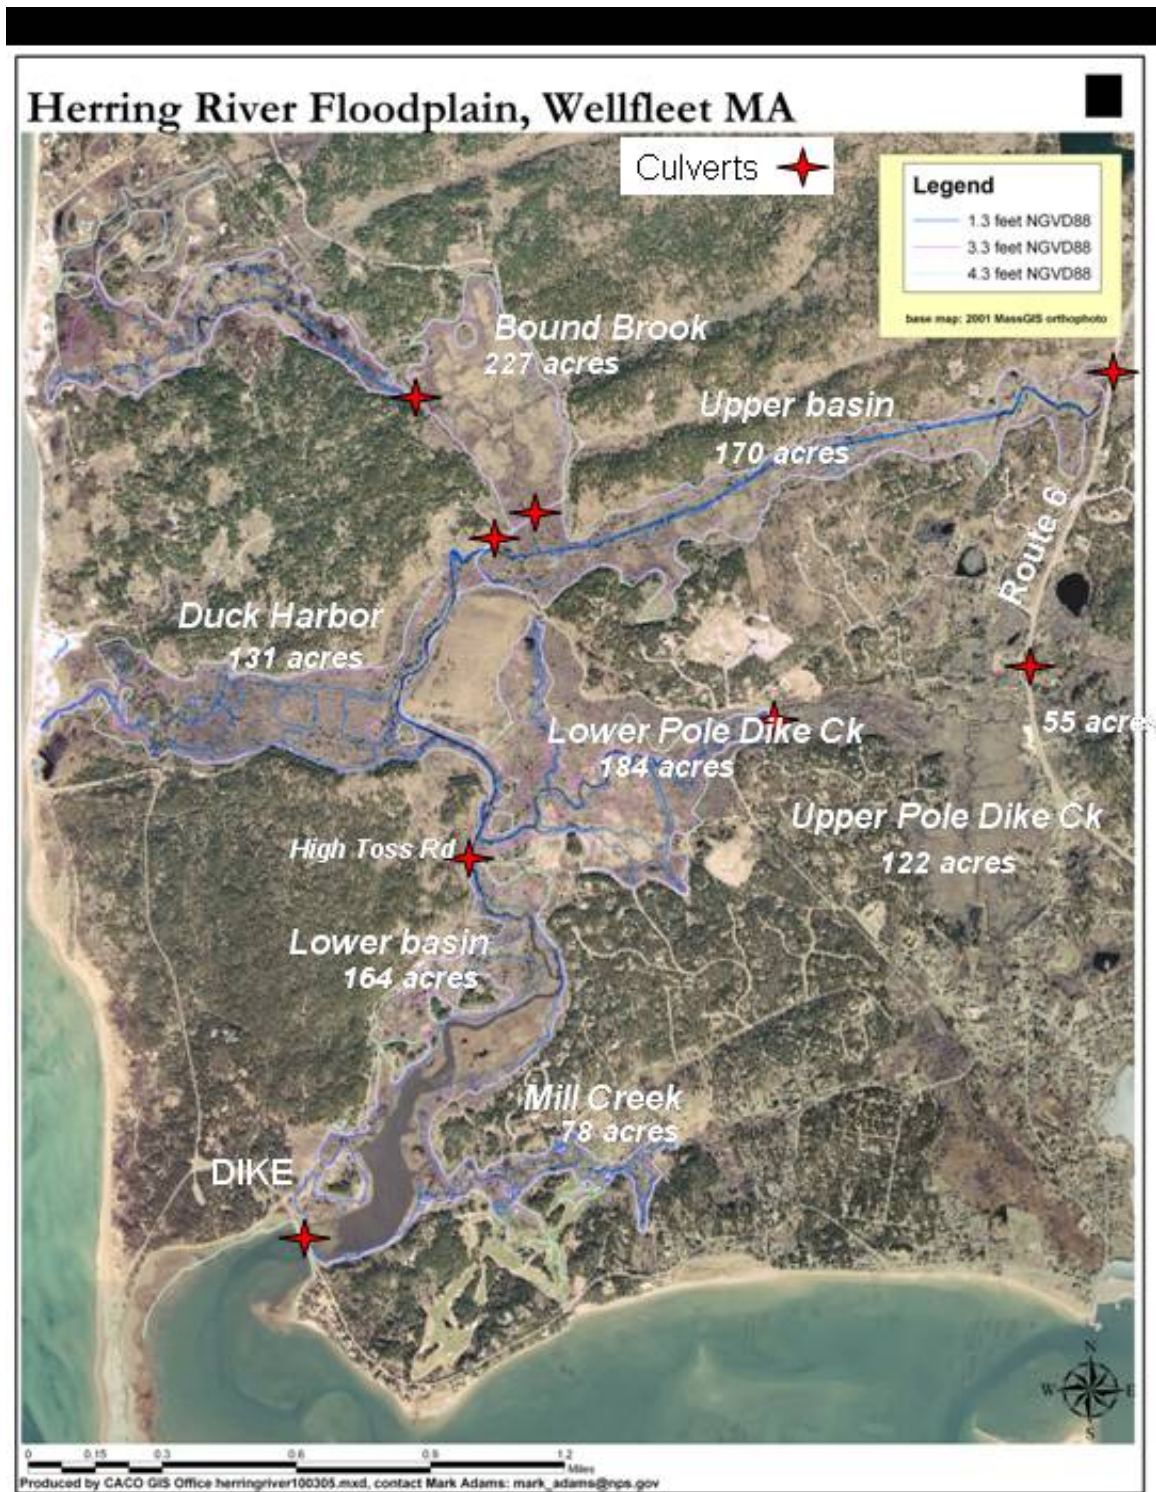 Herring River Floodplain, Wellfleet MA
Culverts
Legend
1.3 feet NGVD88
3.3 feet NGVD88
4.3 feet NGVD88
base map: 2001 MassGIS orthophoto
Bound Brook
227 acres
Upper basin
170 acres
Route 6
Duck Harbor
131 acres
Lower Pole Dike Ck
184 acres
55 acres
Upper Pole Dike Ck
122 acres
High Toss Rd
Lower basin
164 acres
Mill Creek
78 acres
DIKE
N
W E
S
0 0.15 0.3 0.6 0.9 1.2
Miles
Produced by CACO GIS Office herringriver100305.mxd, contact Mark Adams: mark_adams@nps.gov